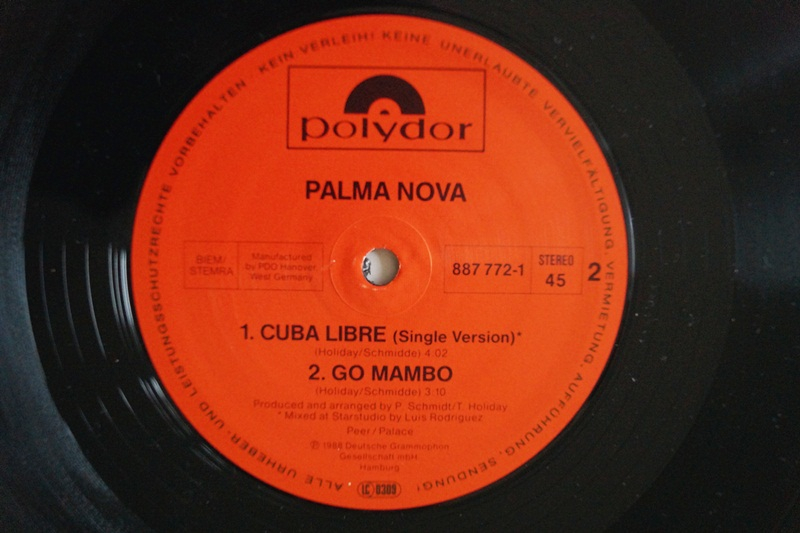 ALLE URHEBER- UND LEISTUNGSSCHUTZRECHTE VORBEHALTEN · KEIN VERLEIH! KEINE UNERLAUBTE VERVIELFÄLTIGUNG, VERMIETUNG, AUFFÜHRUNG, SENDUNG!
polydor
PALMA NOVA
BIEM/
STEMRA
Manufactured
by PDO Hanover
West Germany
887 772-1
STEREO
45
2
1. CUBA LIBRE (Single Version)*
(Holiday/Schmidde) 4:02
2. GO MAMBO
(Holiday/Schmidde) 3:10
Produced and arranged by P. Schmidt/T. Holiday
* Mixed at Starstudio by Luis Rodriguez
Peer/Palace
℗ 1988 Deutsche Grammophon
Gesellschaft mbH
Hamburg
LC 0309